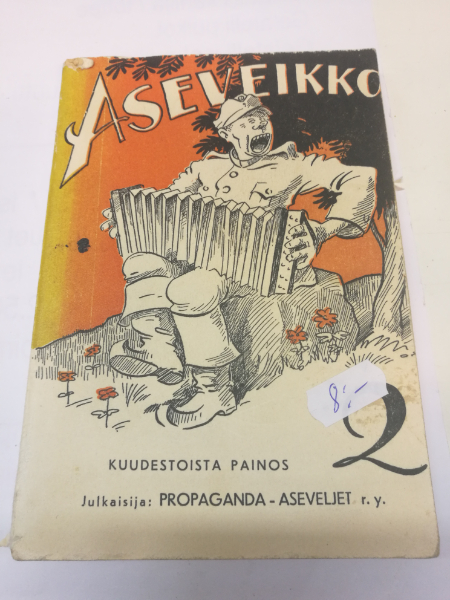 ASEVEIKKO
8:-
2
KUUDESTOISTA PAINOS
Julkaisija: PROPAGANDA - ASEVELJET r. y.